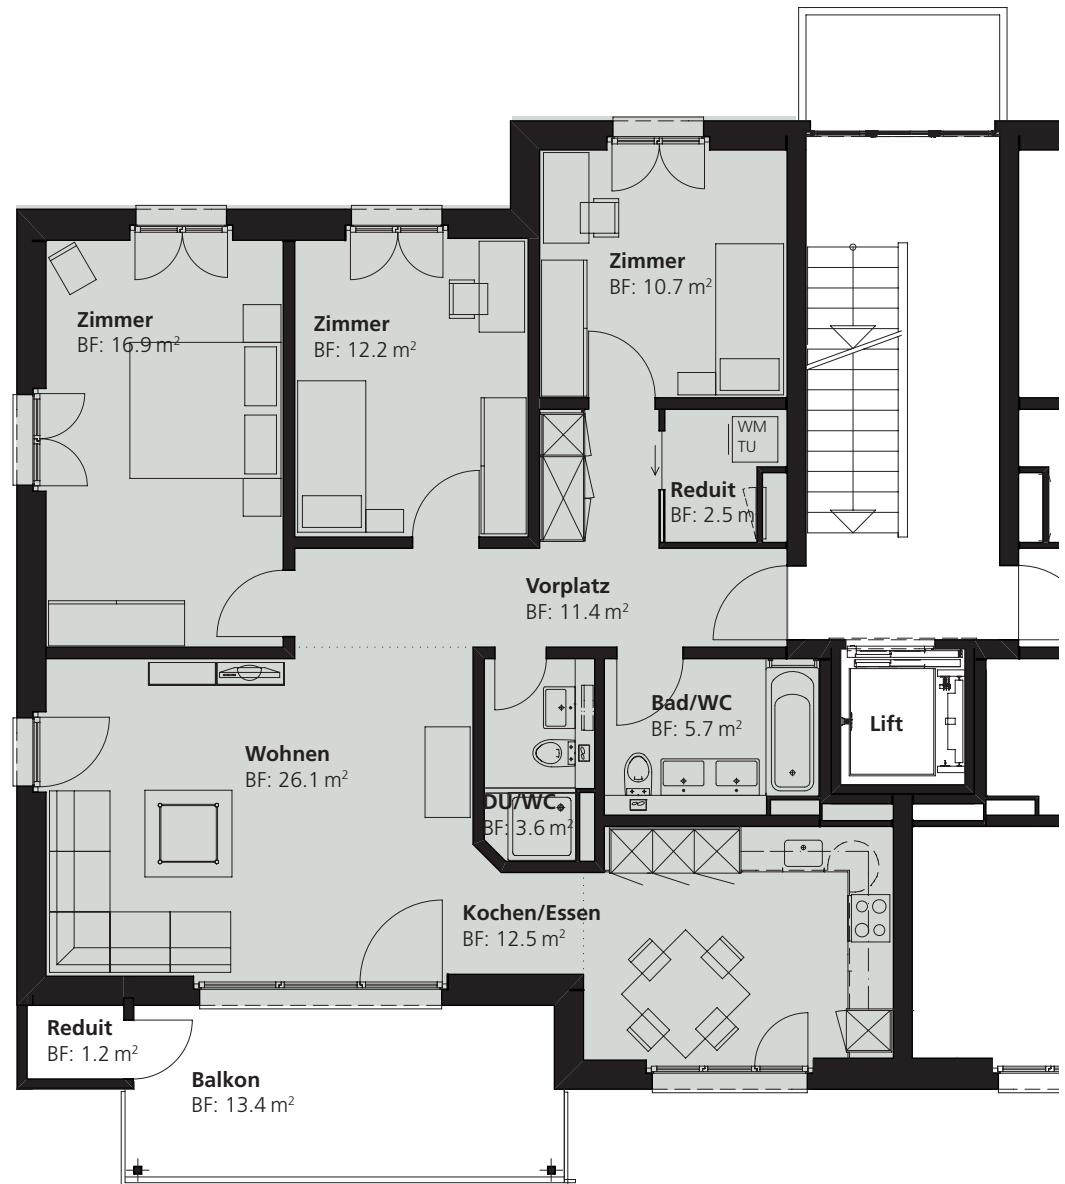 Zimmer
BF: 10.7 m²
Zimmer
BF: 16.9 m²
Zimmer
BF: 12.2 m²
WM
TU
Reduit
BF: 2.5 m
Vorplatz
BF: 11.4 m²
Bad/WC
BF: 5.7 m²
Lift
Wohnen
BF: 26.1 m²
DU/WC
BF: 3.6 m²
Kochen/Essen
BF: 12.5 m²
Reduit
BF: 1.2 m²
Balkon
BF: 13.4 m²